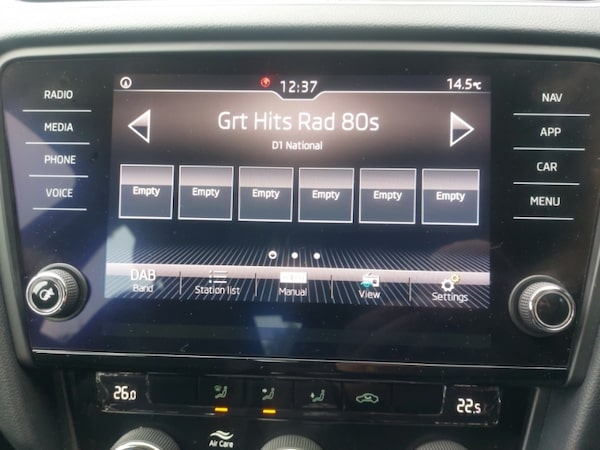 12:37
14.5°C
RADIO
MEDIA
PHONE
VOICE
Grt Hits Rad 80s
D1 National
NAV
APP
CAR
MENU
Empty Empty Empty Empty Empty Empty
DAB
Band
Station list
Manual
View
Settings
26.0
22.5
Air Care